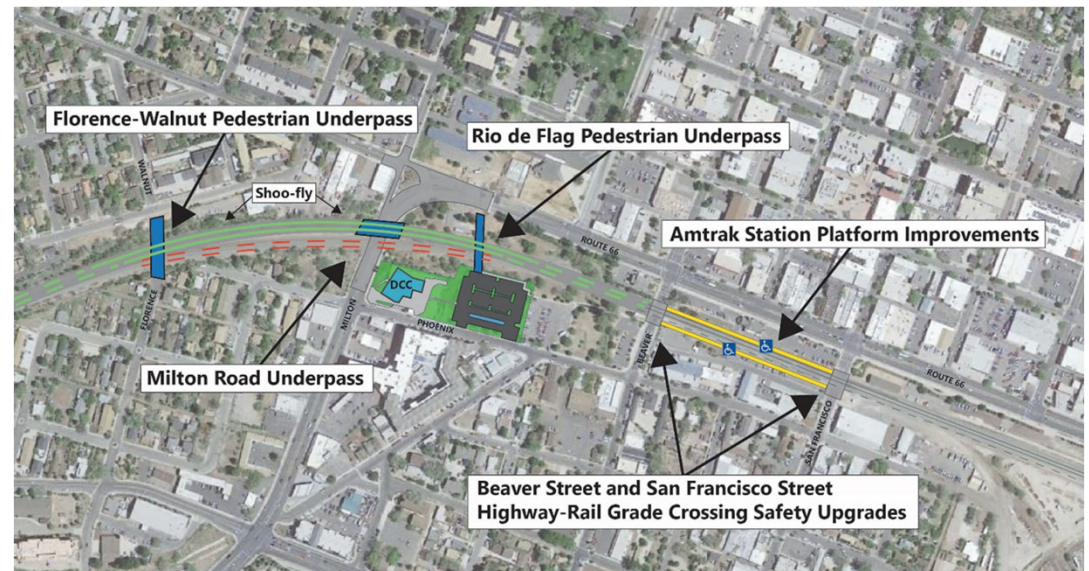 Florence-Walnut Pedestrian Underpass
Rio de Flag Pedestrian Underpass
WALNUT
Shoo-fly
ROUTE 66
Amtrak Station Platform Improvements
DCC
FLORENCE
MILTON
PHOENIX
BEAVER
ROUTE 66
Milton Road Underpass
SAN FRANCISCO
Beaver Street and San Francisco Street
Highway-Rail Grade Crossing Safety Upgrades